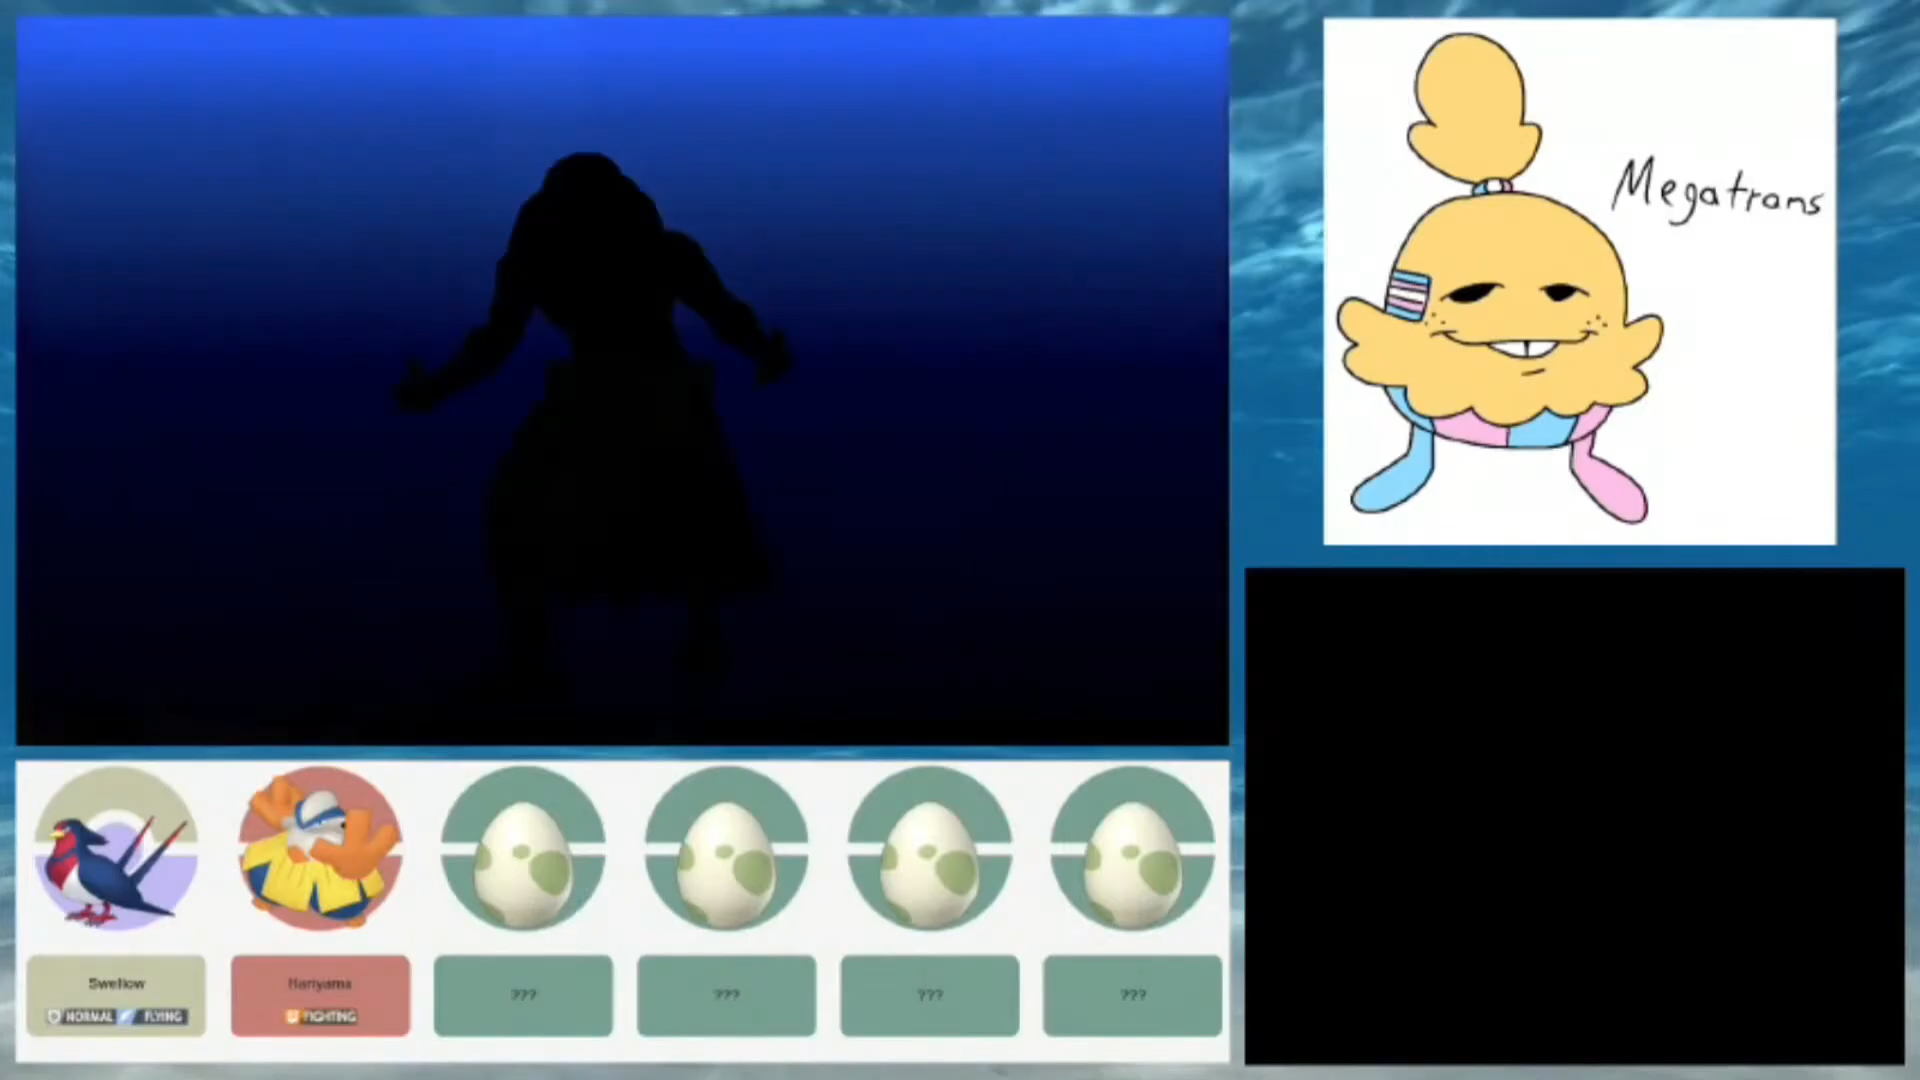 Megatrans
Swellow
Hariyama
???
???
???
???
NORMAL FLYING
FIGHTING